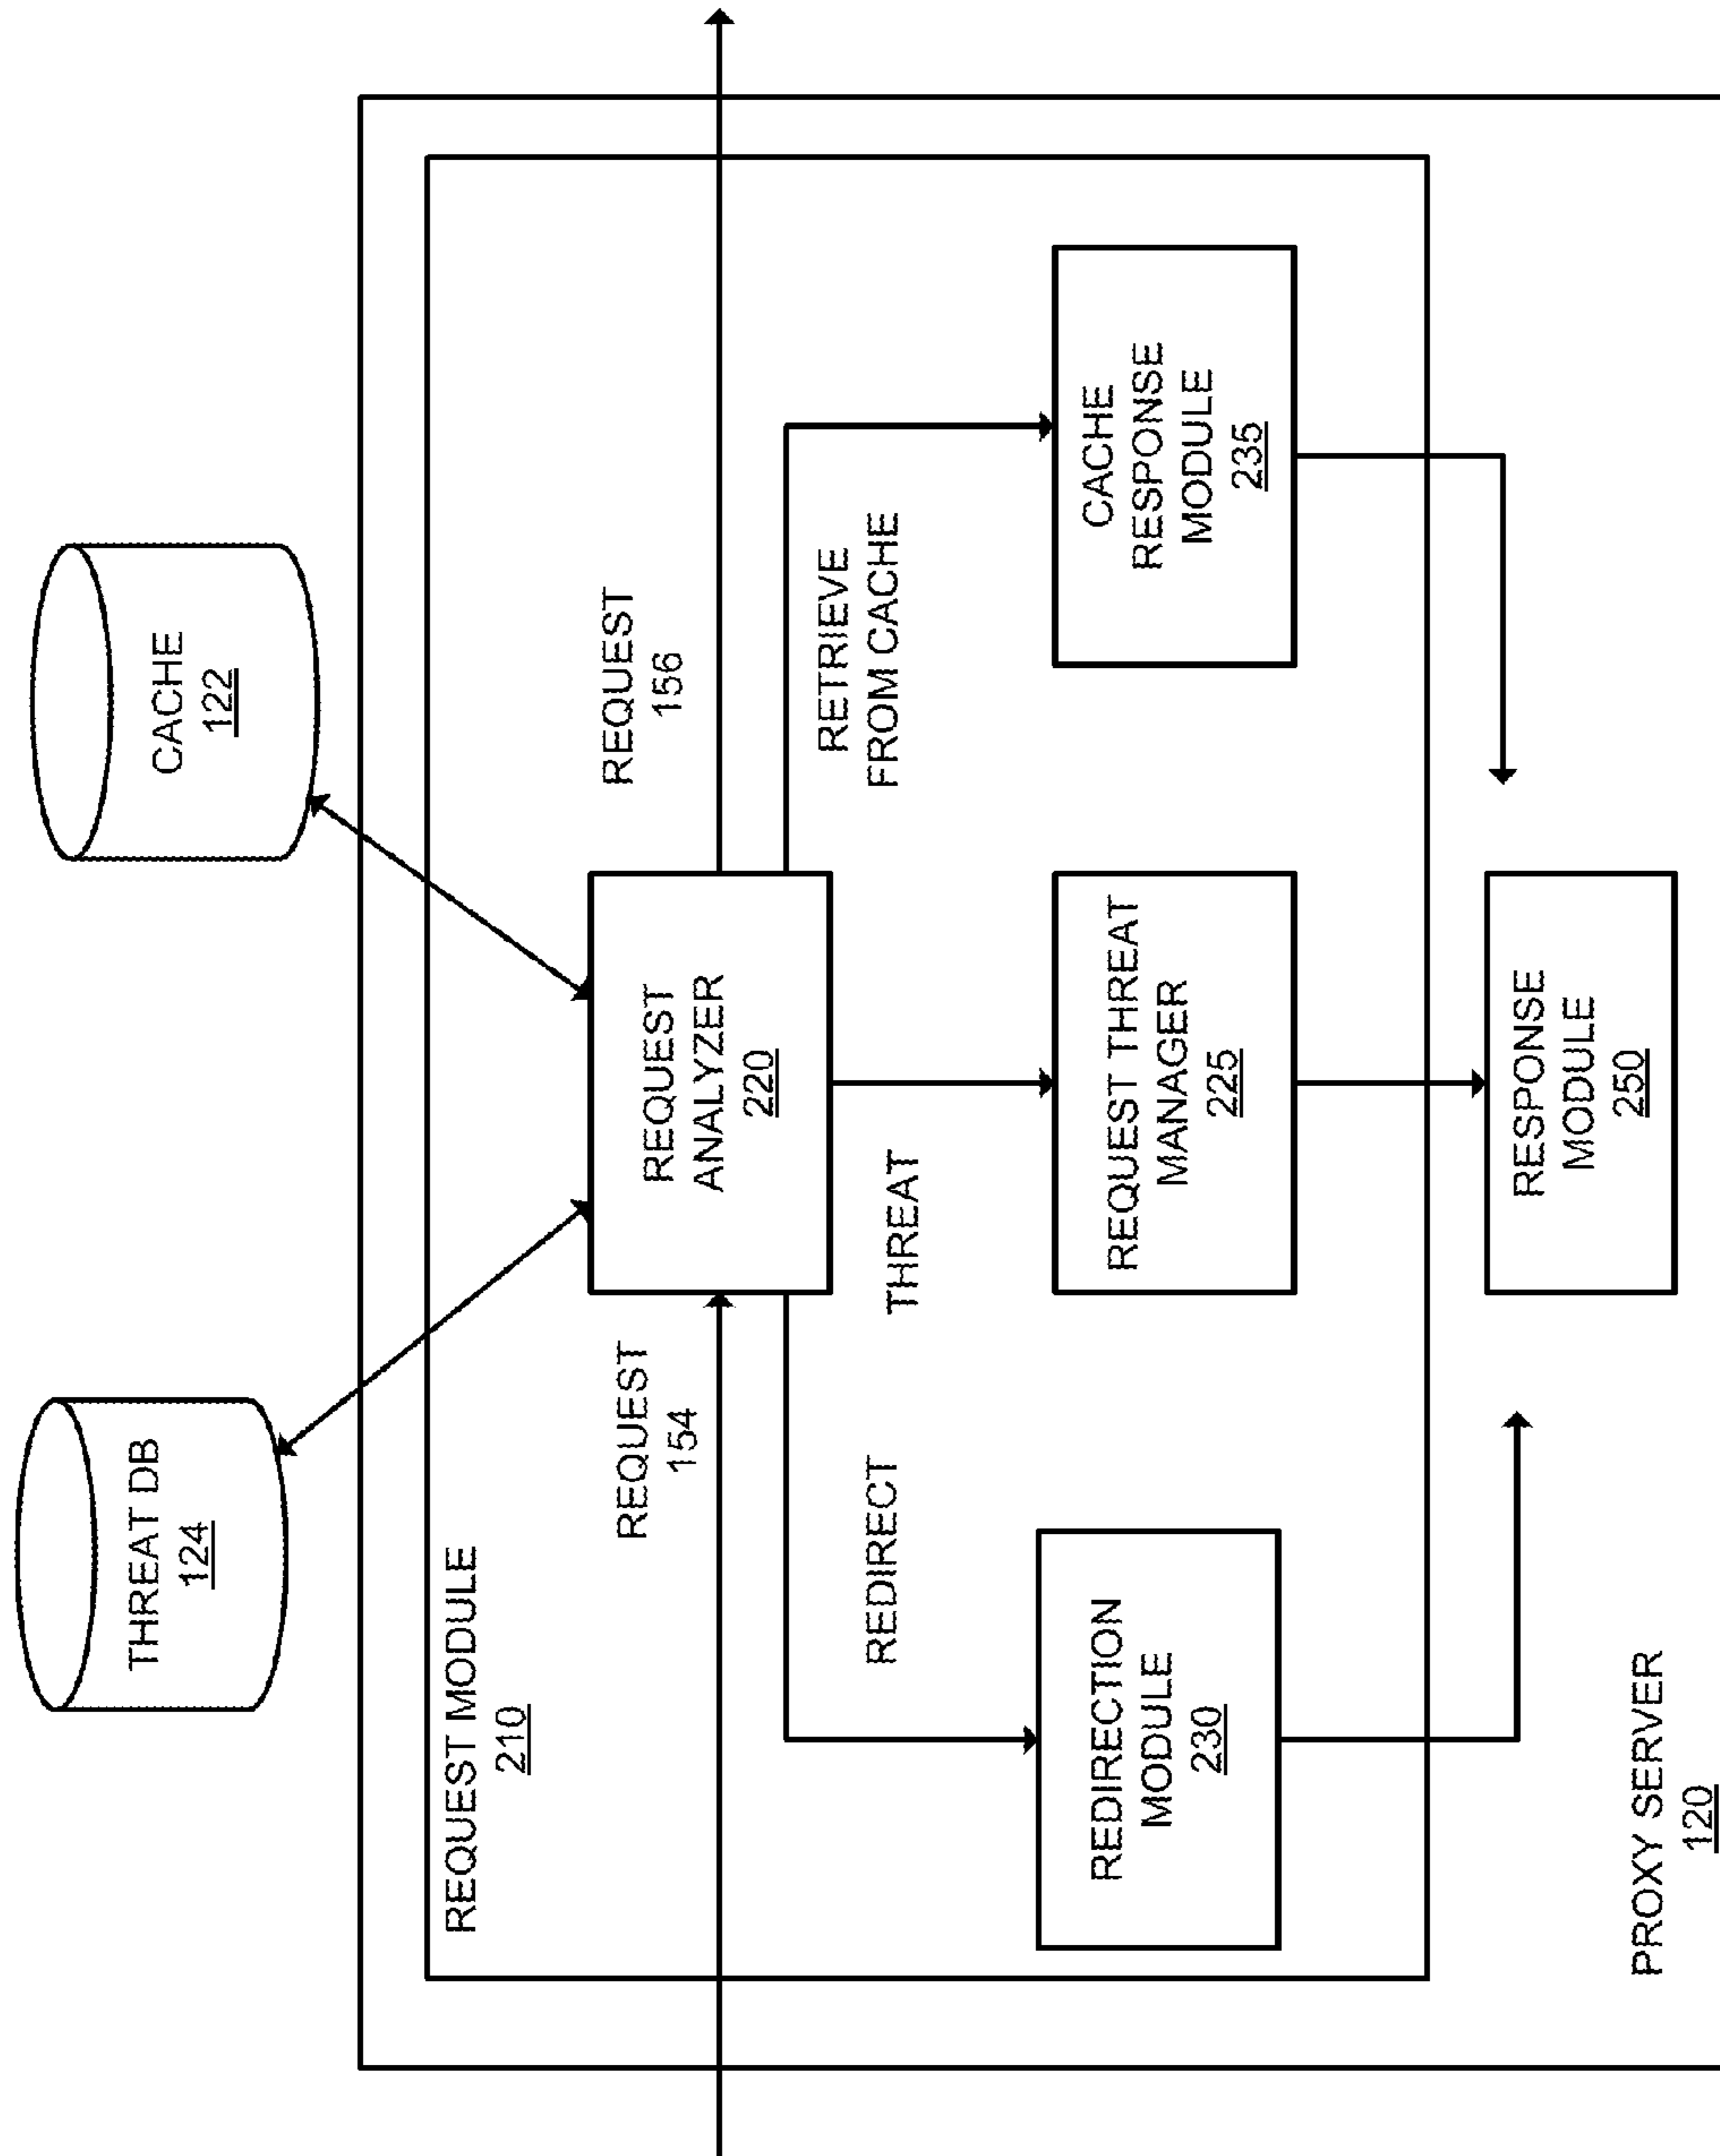 THREAT DB
124
CACHE
122
REQUEST MODULE
210
REQUEST
154
REQUEST
156
REQUEST
ANALYZER
220
REDIRECT
THREAT
RETRIEVE
FROM CACHE
REDIRECTION
MODULE
230
REQUEST THREAT
MANAGER
225
CACHE
RESPONSE
MODULE
235
RESPONSE
MODULE
250
PROXY SERVER
120